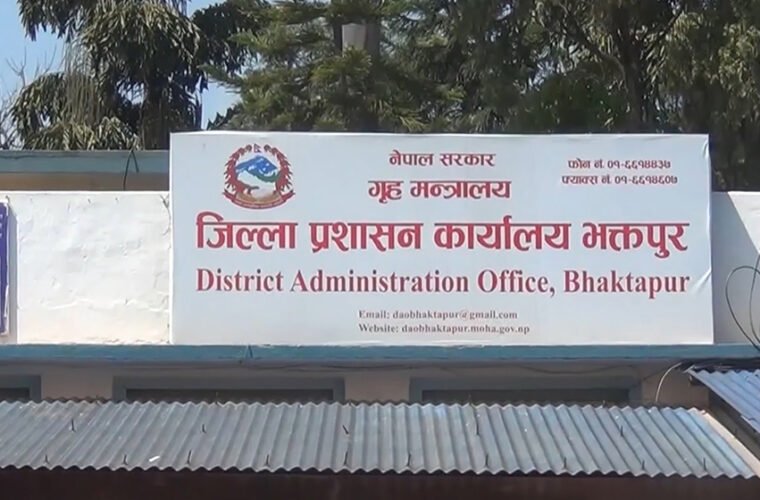 नेपाल सरकार
गृह मन्त्रालय
फोन नं. ०१-६६१४४३७
फ्याक्स नं. ०१-६६१४६०७
जिल्ला प्रशासन कार्यालय भक्तपुर
District Administration Office, Bhaktapur
Email: daobhaktapur@gmail.com
Website: daobhaktapur.moha.gov.np